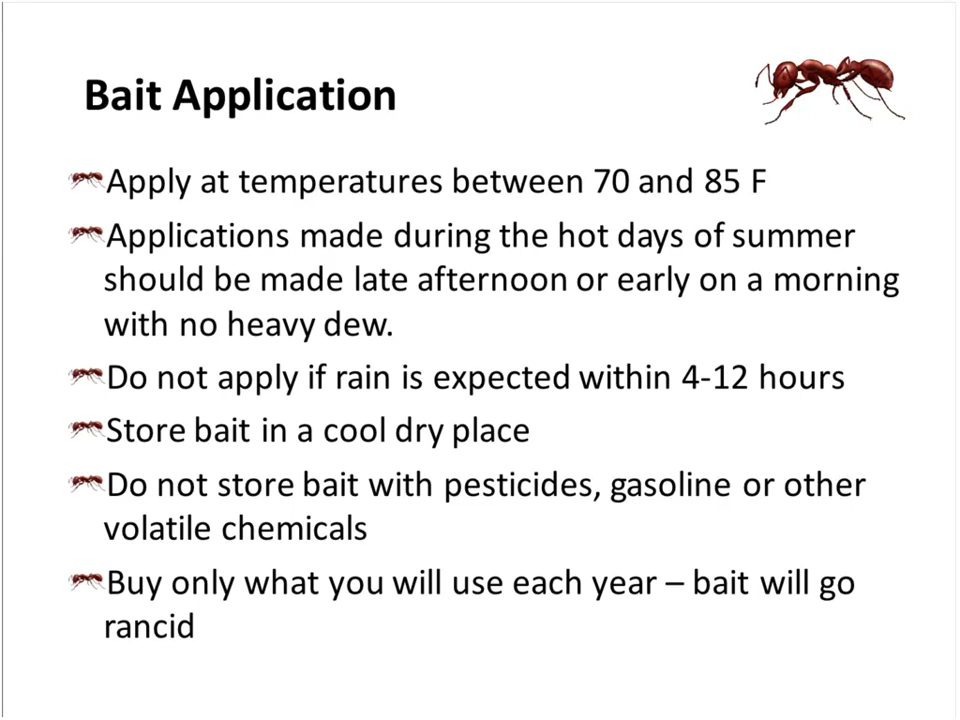 Bait Application
Apply at temperatures between 70 and 85 F
Applications made during the hot days of summer
should be made late afternoon or early on a morning
with no heavy dew.
Do not apply if rain is expected within 4-12 hours
Store bait in a cool dry place
Do not store bait with pesticides, gasoline or other
volatile chemicals
Buy only what you will use each year – bait will go
rancid